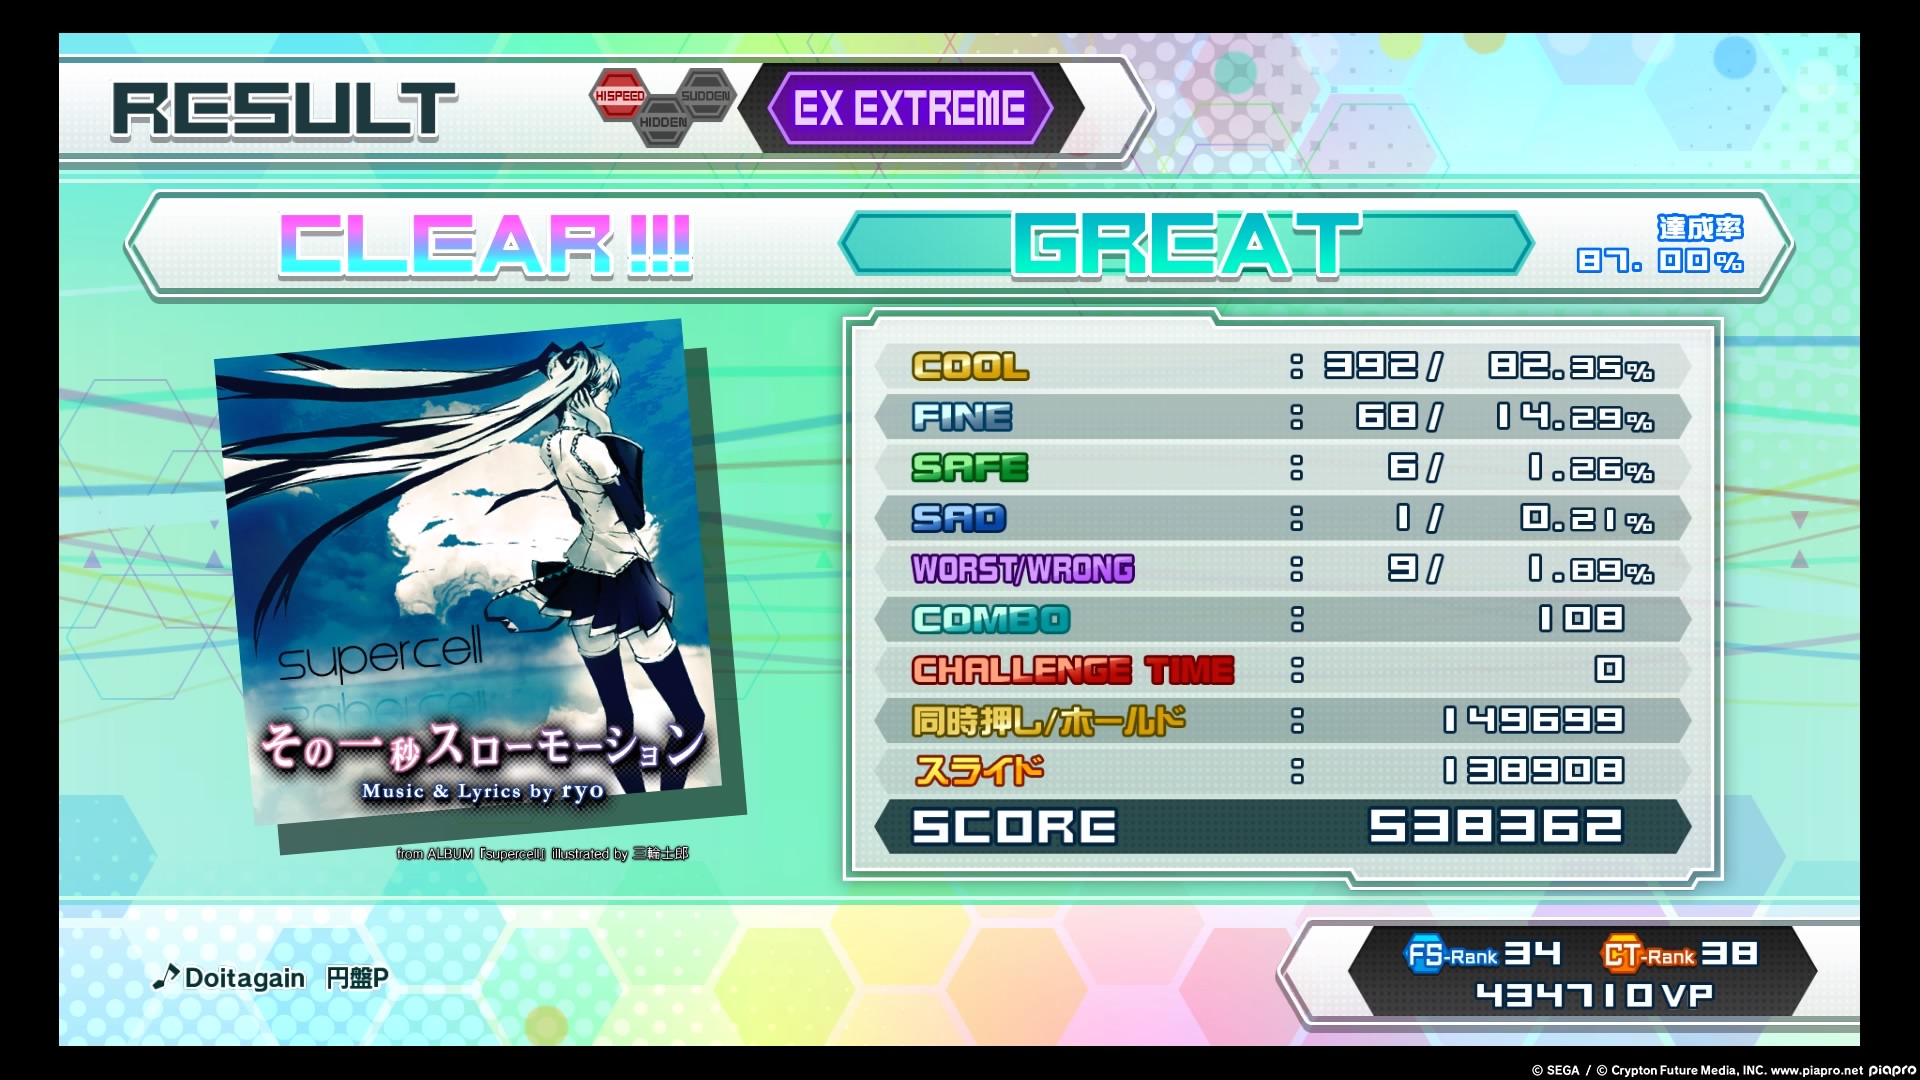 RESULT
HISPEED
HIDDEN
SUDDEN
EX EXTREME
CLEAR!!!
GREAT
達成率
87.00%
COOL : 392/ 82.35%
FINE : 68/ 14.29%
SAFE : 6/ 1.26%
SAD : 1/ 0.21%
WORST/WRONG : 9/ 1.89%
COMBO : 108
CHALLENGE TIME : 0
同時押し/ホールド : 149699
スライド : 138908
SCORE 538362
supercell
その一秒スローモーション
Music & Lyrics by ryo
from ALBUM「supercell」illustrated by 三輪士郎
♪Doitagain 円盤P
FS-Rank 34 CT-Rank 38
434710VP
© SEGA / © Crypton Future Media, INC. www.piapro.net piapro